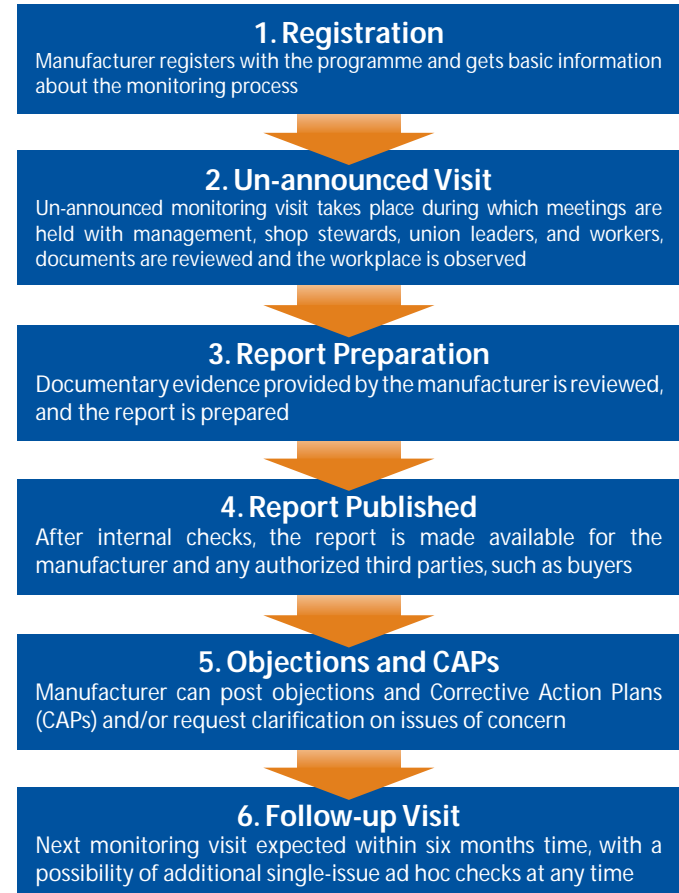 1. Registration
Manufacturer registers with the programme and gets basic information
about the monitoring process
2. Un-announced Visit
Un-announced monitoring visit takes place during which meetings are
held with management, shop stewards, union leaders, and workers,
documents are reviewed and the workplace is observed
3. Report Preparation
Documentary evidence provided by the manufacturer is reviewed,
and the report is prepared
4. Report Published
After internal checks, the report is made available for the
manufacturer and any authorized third parties, such as buyers
5. Objections and CAPs
Manufacturer can post objections and Corrective Action Plans
(CAPs) and/or request clarification on issues of concern
6. Follow-up Visit
Next monitoring visit expected within six months time, with a
possibility of additional single-issue ad hoc checks at any time